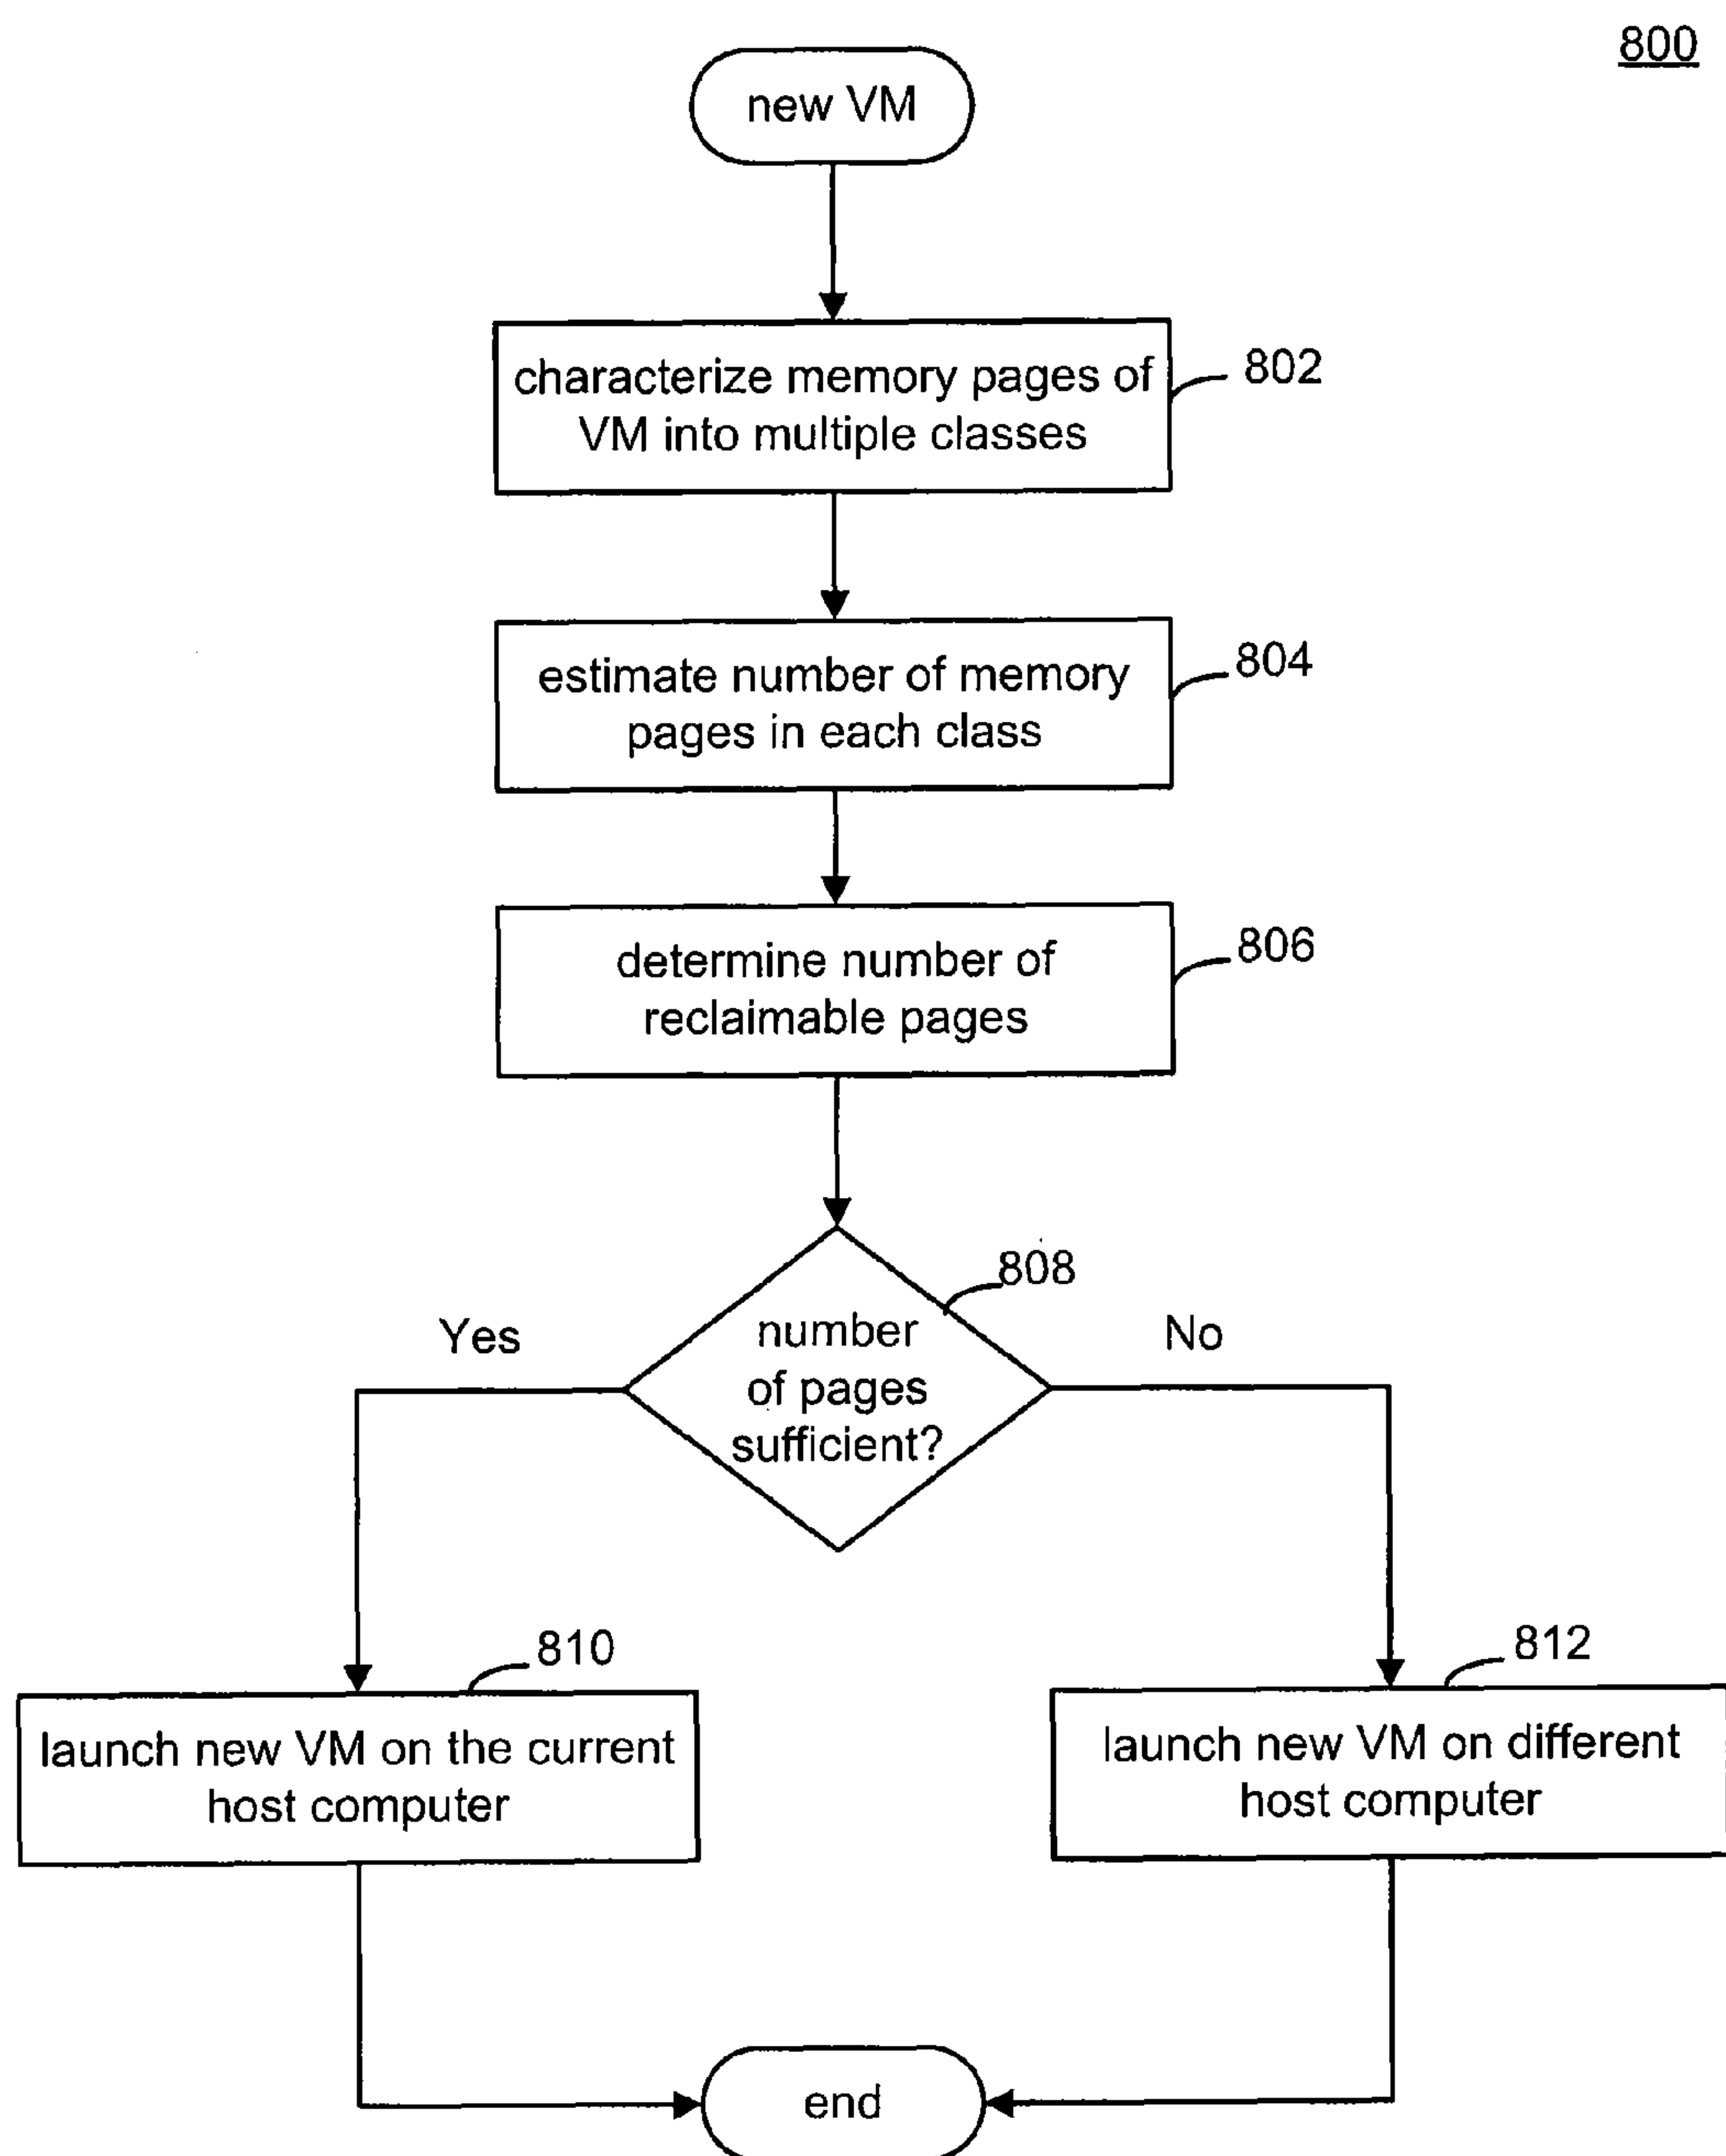 800
new VM
characterize memory pages of
VM into multiple classes
802
estimate number of memory
pages in each class
804
determine number of
reclaimable pages
806
808
number
of pages
sufficient?
Yes
No
810
launch new VM on the current
host computer
812
launch new VM on different
host computer
end